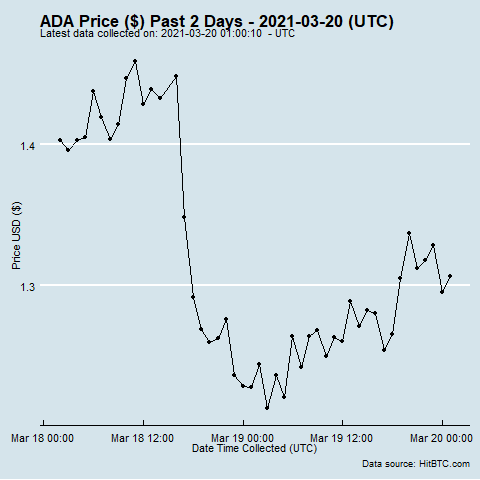 ADA Price ($) Past 2 Days - 2021-03-20 (UTC)
Latest data collected on: 2021-03-20 01:00:10  - UTC
1.4
Price USD ($)
1.3
Mar 18 00:00 Mar 18 12:00 Mar 19 00:00 Mar 19 12:00 Mar 20 00:00
Date Time Collected (UTC)
Data source: HitBTC.com